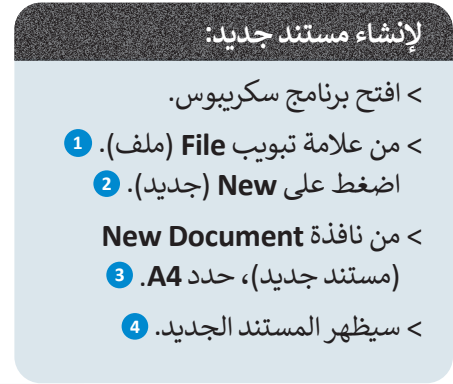 لإنشاء مستند جديد:
> افتح برنامج سكريبوس.
> من علامة تبويب File (ملف). 1
اضغط على New (جديد). 2
> من نافذة New Document
(مستند جديد)، حدد A4. 3
> سيظهر المستند الجديد. 4